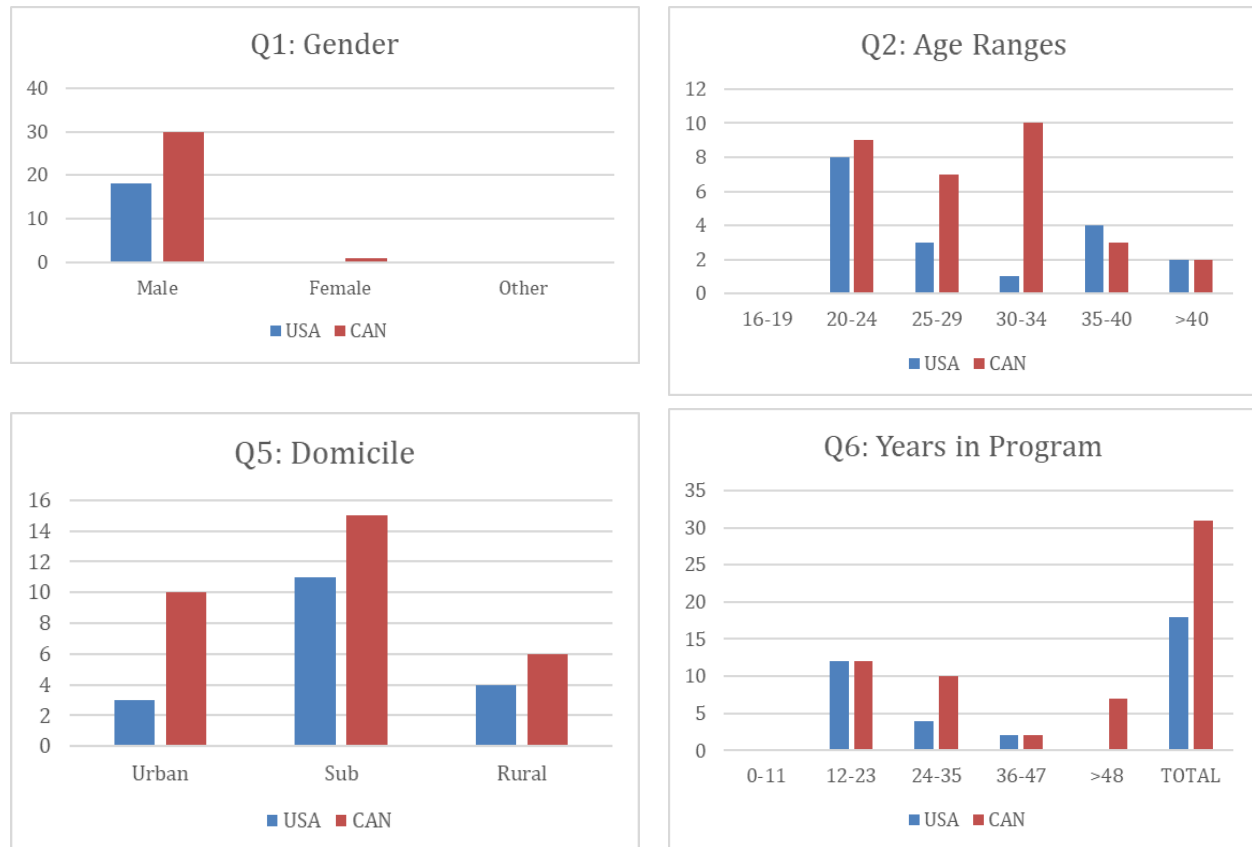 Q1: Gender
40
30
20
10
0
Male Female Other
USA CAN
Q2: Age Ranges
12
10
8
6
4
2
0
16-19 20-24 25-29 30-34 35-40 >40
USA CAN
Q5: Domicile
16
14
12
10
8
6
4
2
0
Urban Sub Rural
USA CAN
Q6: Years in Program
35
30
25
20
15
10
5
0
0-11 12-23 24-35 36-47 >48 TOTAL
USA CAN